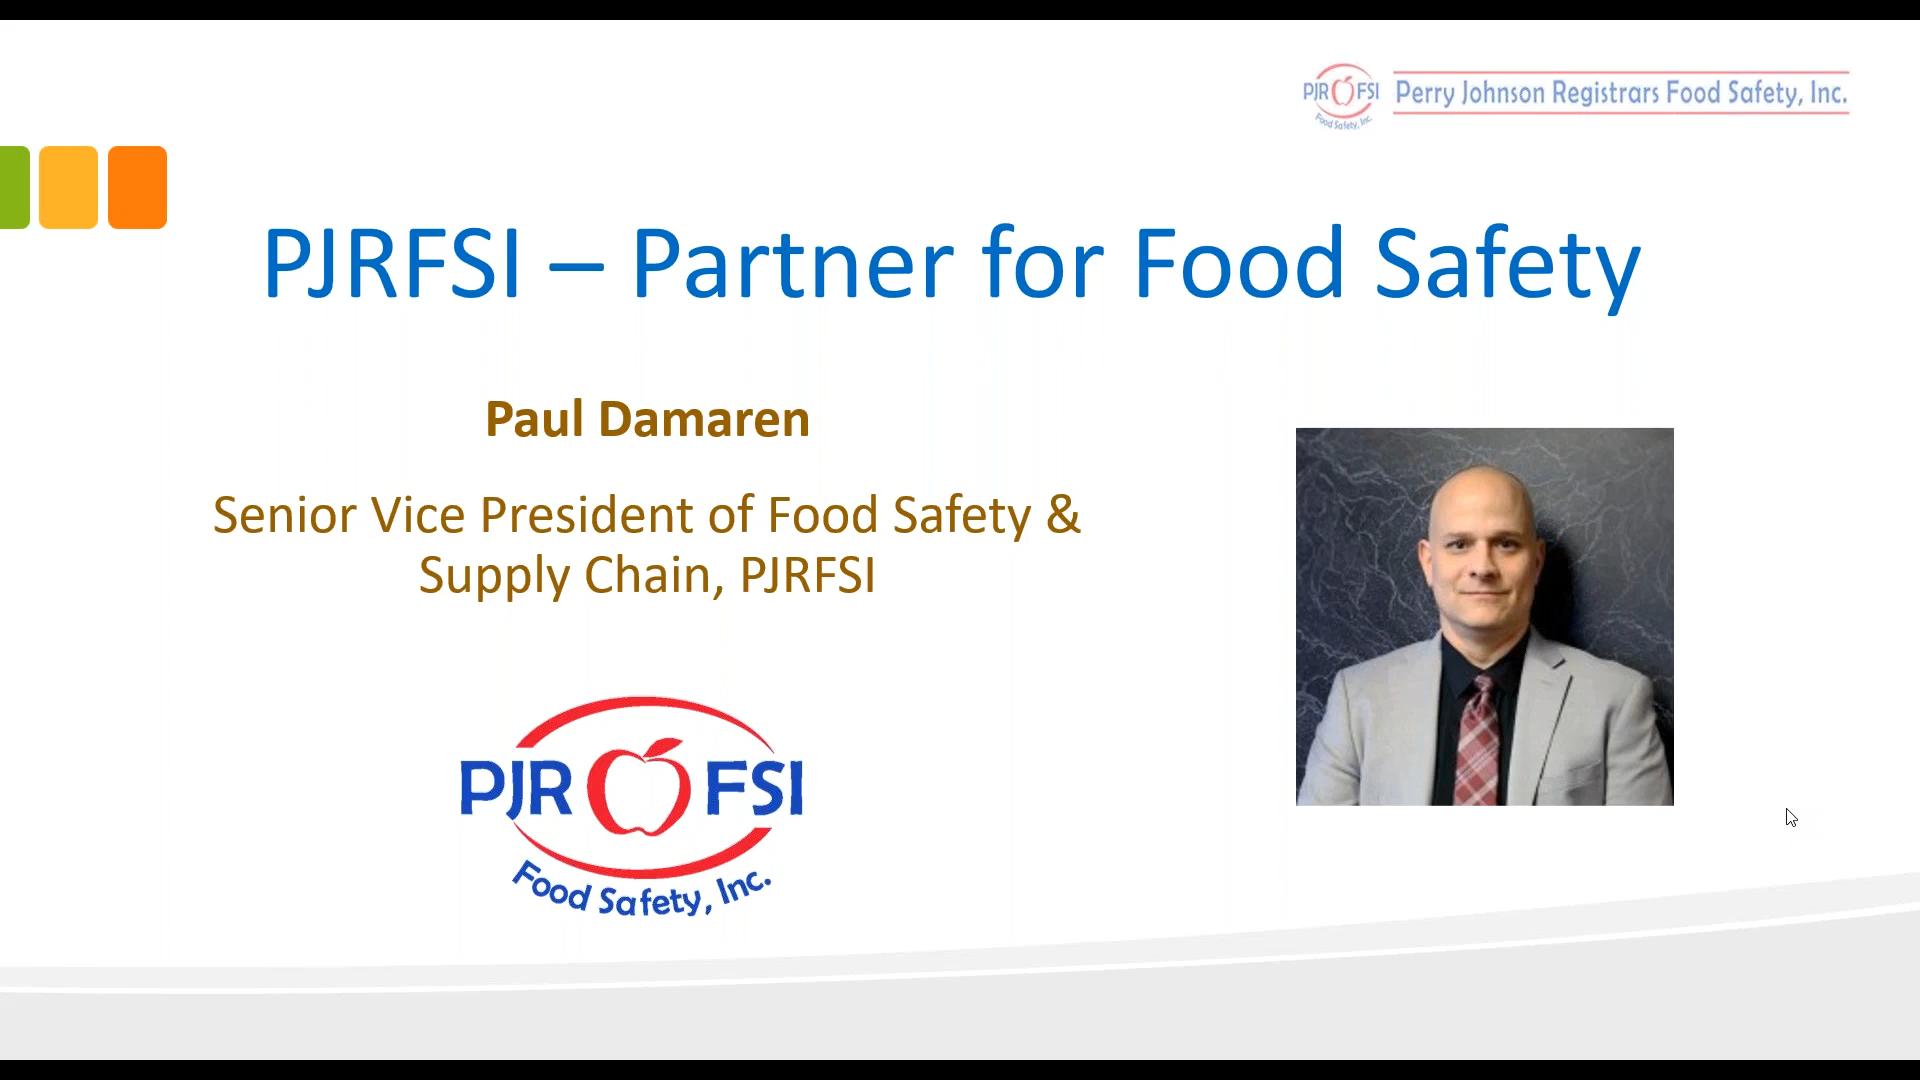 PJR FSI
Food Safety, Inc.
Perry Johnson Registrars Food Safety, Inc.
PJRFSI – Partner for Food Safety
Paul Damaren
Senior Vice President of Food Safety &
Supply Chain, PJRFSI
PJR FSI
Food Safety, Inc.